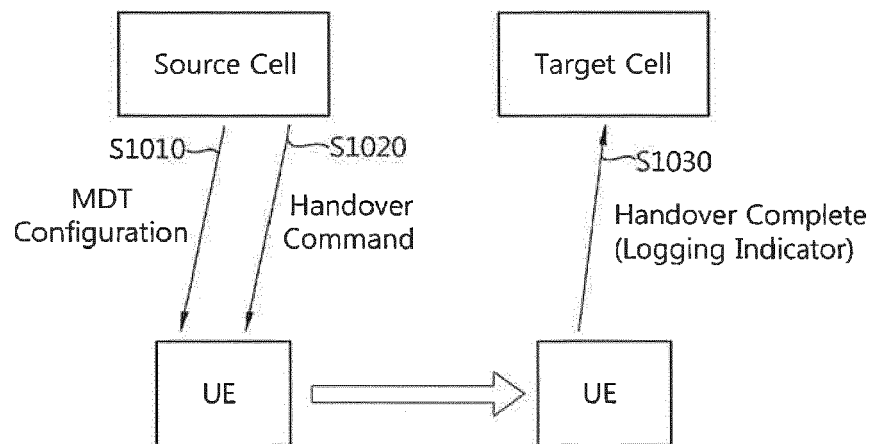 Source Cell
Target Cell
S1010
S1020
S1030
MDT
Configuration
Handover
Command
Handover Complete
(Logging Indicator)
UE
UE